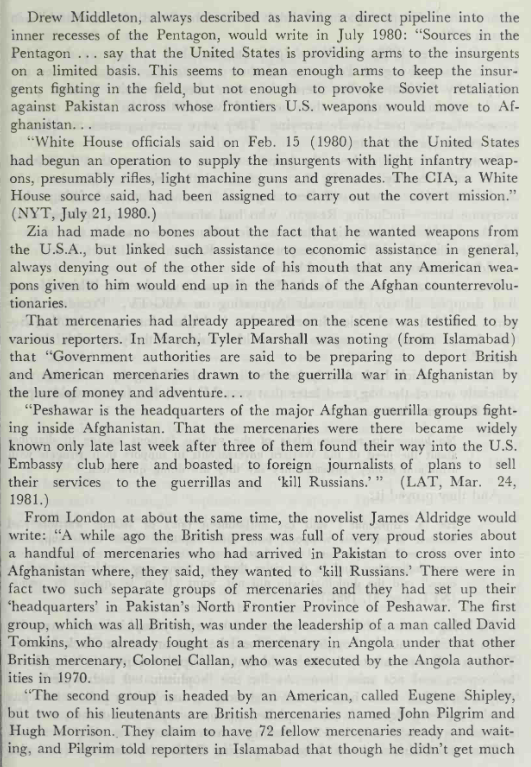 Drew Middleton, always described as having a direct pipeline into the
inner recesses of the Pentagon, would write in July 1980: "Sources in the
Pentagon . . . say that the United States is providing arms to the insurgents
on a limited basis. This seems to mean enough arms to keep the insur-
gents fighting in the field, but not enough to provoke Soviet retaliation
against Pakistan across whose frontiers U.S. weapons would move to Af-
ghanistan. . .
"White House officials said on Feb. 15 (1980) that the United States
had begun an operation to supply the insurgents with light infantry weap-
ons, presumably rifles, light machine guns and grenades. The CIA, a White
House source said, had been assigned to carry out the covert mission."
(NYT, July 21, 1980.)
Zia had made no bones about the fact that he wanted weapons from
the U.S.A., but linked such assistance to economic assistance in general,
always denying out of the other side of his mouth that any American wea-
pons given to him would end up in the hands of the Afghan counterrevolu-
tionaries.
That mercenaries had already appeared on the scene was testified to by
various reporters. In March, Tyler Marshall was noting (from Islamabad)
that "Government authorities are said to be preparing to deport British
and American mercenaries drawn to the guerrilla war in Afghanistan by
the lure of money and adventure. . .
"Peshawar is the headquarters of the major Afghan guerrilla groups fight-
ing inside Afghanistan. That the mercenaries were there became widely
known only late last week after three of them found their way into the U.S.
Embassy club here and boasted to foreign journalists of plans to sell
their services to the guerrillas and 'kill Russians.' " (LAT, Mar. 24,
1981.)
From London at about the same time, the novelist James Aldridge would
write: "A while ago the British press was full of very proud stories about
a handful of mercenaries who had arrived in Pakistan to cross over into
Afghanistan where, they said, they wanted to 'kill Russians.' There were in
fact two such separate groups of mercenaries and they had set up their
'headquarters' in Pakistan's North Frontier Province of Peshawar. The first
group, which was all British, was under the leadership of a man called David
Tomkins, who already fought as a mercenary in Angola under that other
British mercenary, Colonel Callan, who was executed by the Angola author-
ities in 1970.
"The second group is headed by an American, called Eugene Shipley,
but two of his lieutenants are British mercenaries named John Pilgrim and
Hugh Morrison. They claim to have 72 fellow mercenaries ready and wait-
ing, and Pilgrim told reporters in Islamabad that though he didn't get much